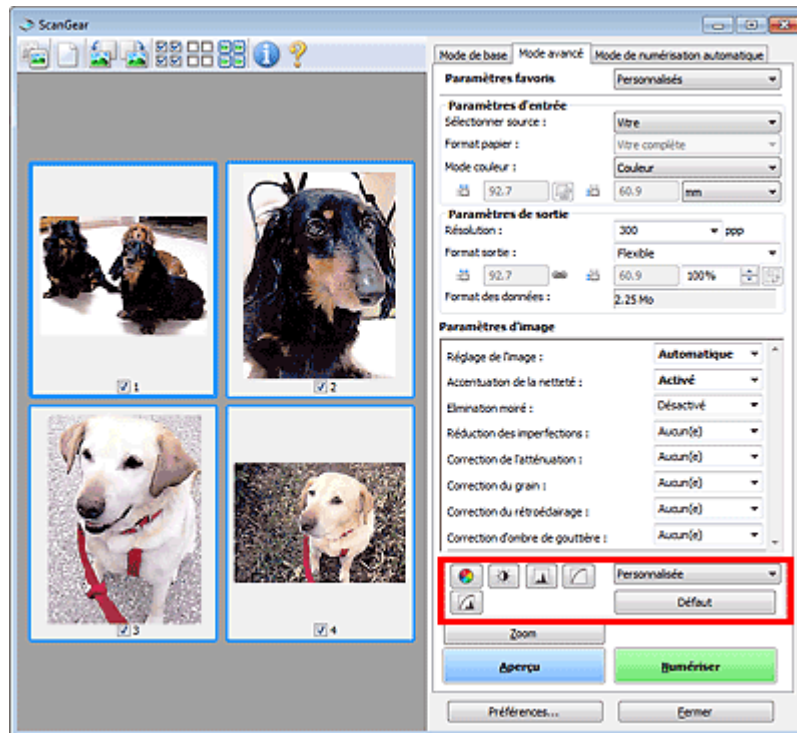 ScanGear
Mode de base Mode avancé Mode de numérisation automatique
Paramètres favoris Personnalisés
Paramètres d'entrée
Sélectionner source : Vitre
Format papier : Vitre complète
Mode couleur : Couleur
92.7 60.9 mm
Paramètres de sortie
Résolution : 300 ppp
Format sortie : Flexible
92.7 60.9 100%
Format des données : 2.25 Mo
Paramètres d'image
Réglage de l'image : Automatique
Accentuation de la netteté : Activé
Elimination moiré : Désactivé
Réduction des imperfections : Aucun(e)
Correction de l'atténuation : Aucun(e)
Correction du grain : Aucun(e)
Correction du rétroéclairage : Aucun(e)
Correction d'ombre de gouttière : Aucun(e)
1 2
3 4
Personnalisée
Défaut
Zoom
Aperçu Numériser
Préférences... Fermer